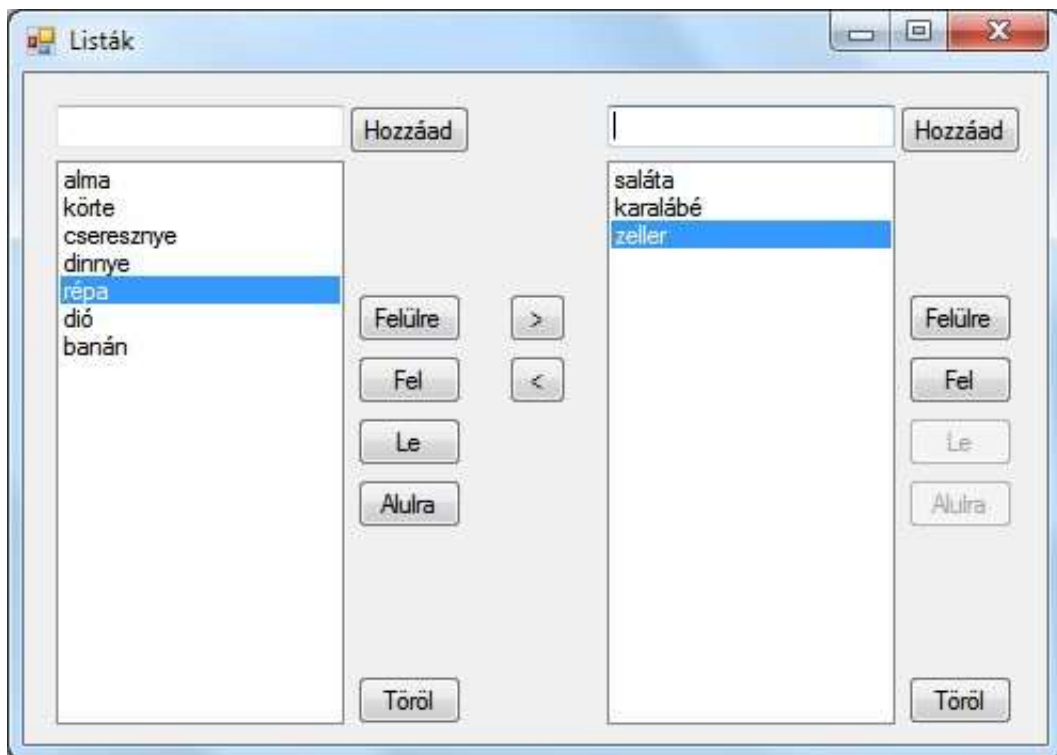 Listák
Hozzáad
Hozzáad
alma
körte
cseresznye
dinnye
répa
dió
banán
Felülre
Fel
Le
Alulra
Töröl
>
<
saláta
karalábé
zeller
Felülre
Fel
Le
Alulra
Töröl